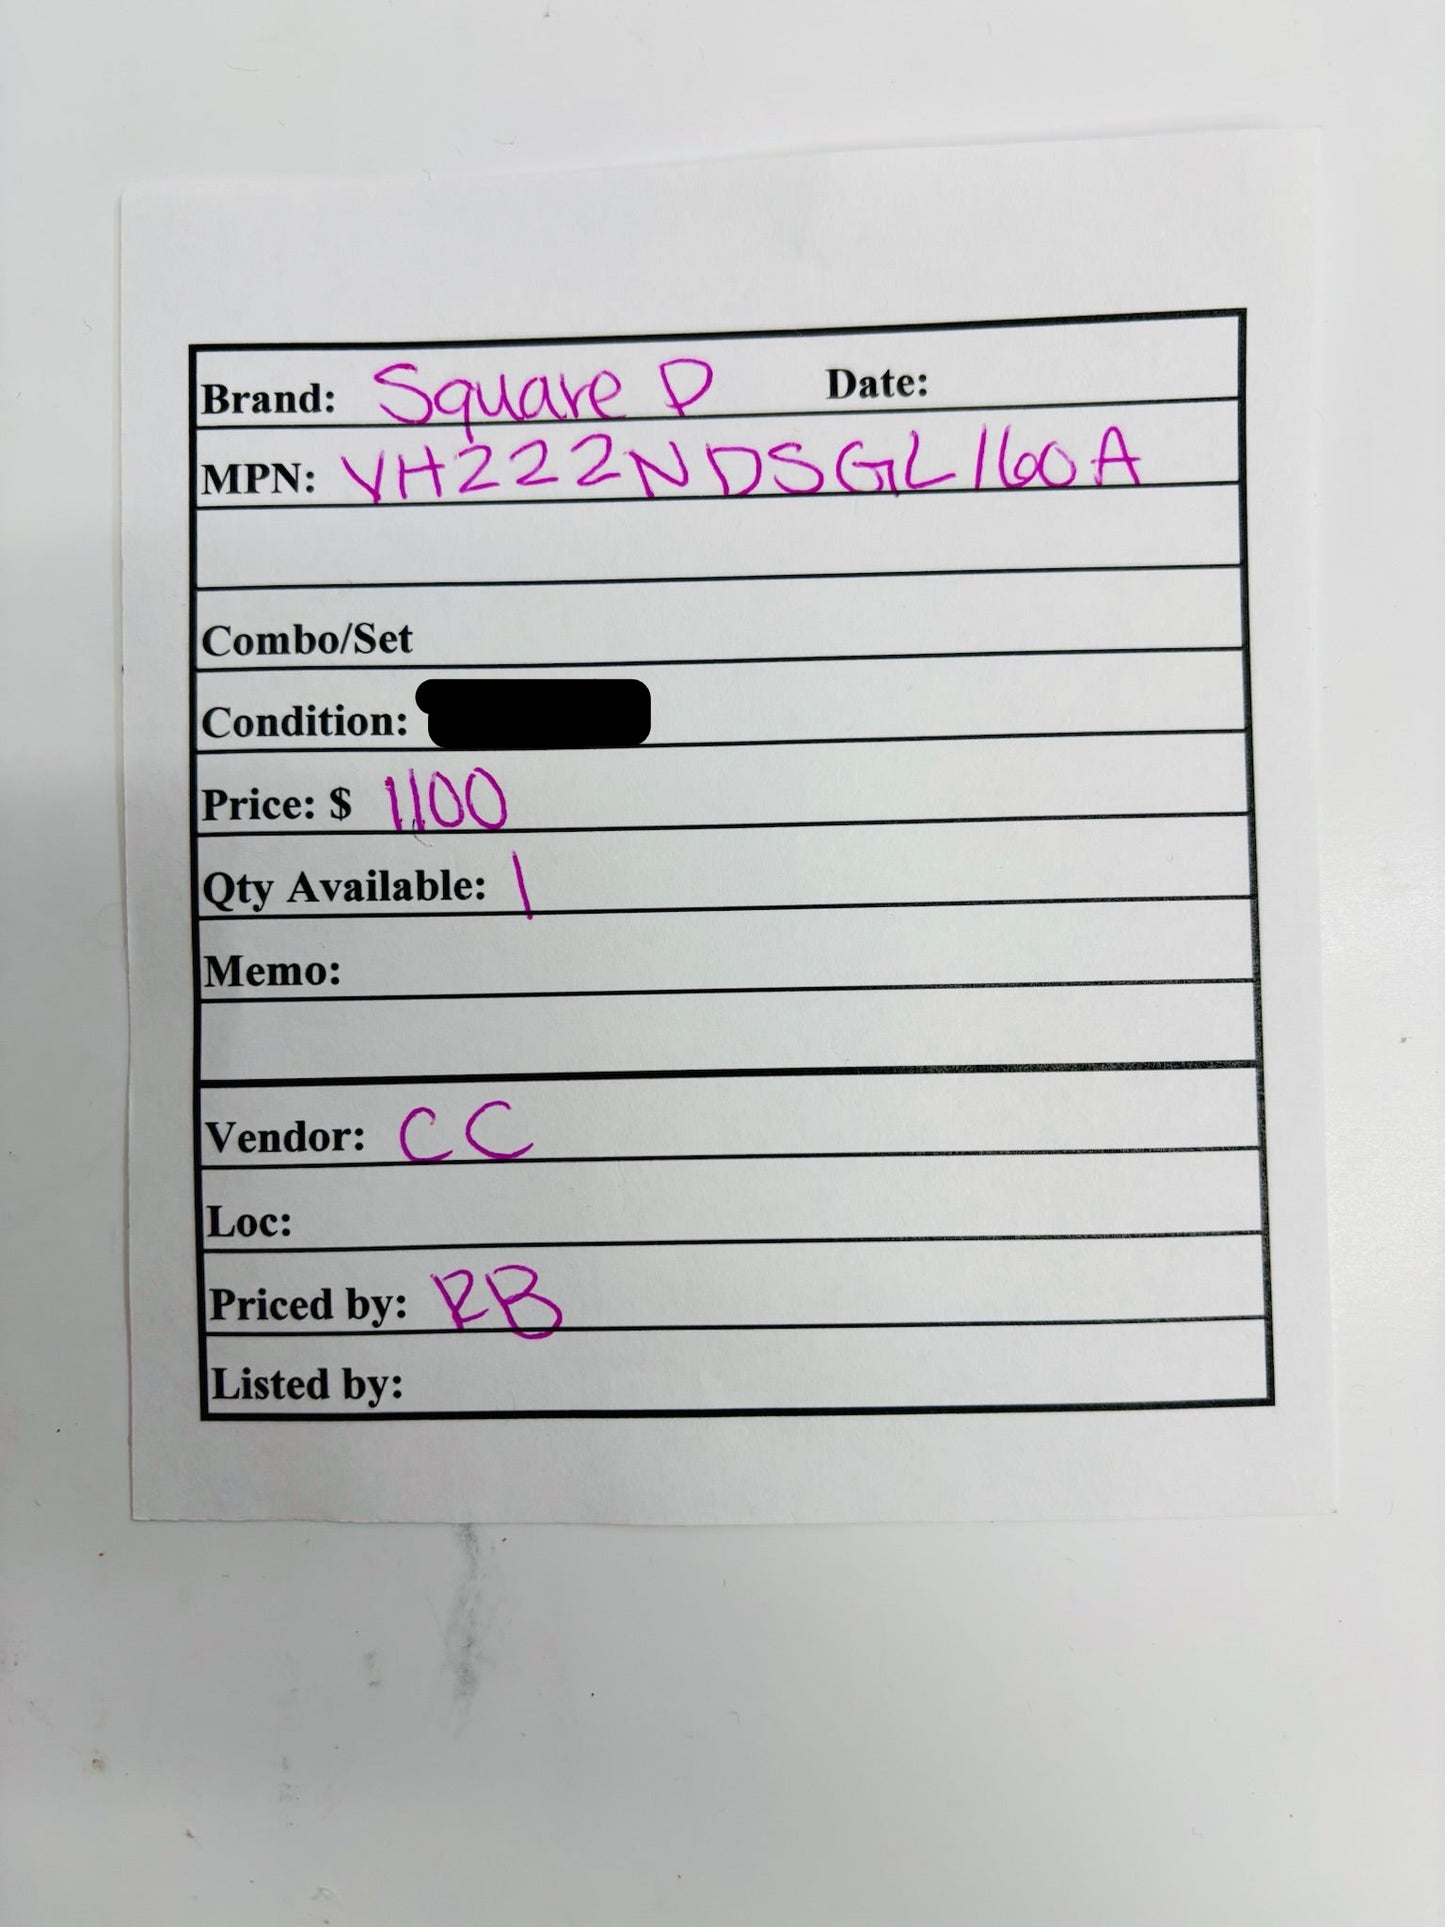 Brand: Square D Date:
MPN: VH222NDSGL160A
Combo/Set
Condition:
Price: $ 1100
Qty Available: 1
Memo:
Vendor: CC
Loc:
Priced by: RB
Listed by: